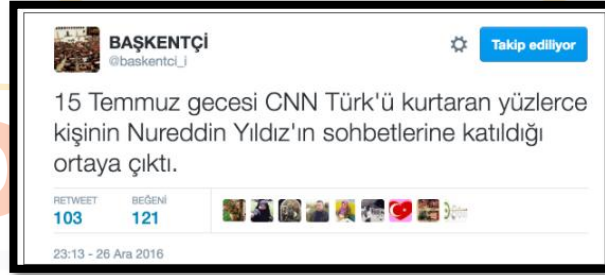 BAŞKENTÇİ
@baskentci_i
Takip ediliyor
15 Temmuz gecesi CNN Türk'ü kurtaran yüzlerce
kişinin Nureddin Yıldız'ın sohbetlerine katıldığı
ortaya çıktı.
RETWEET BEĞENİ
103 121
23:13 - 26 Ara 2016